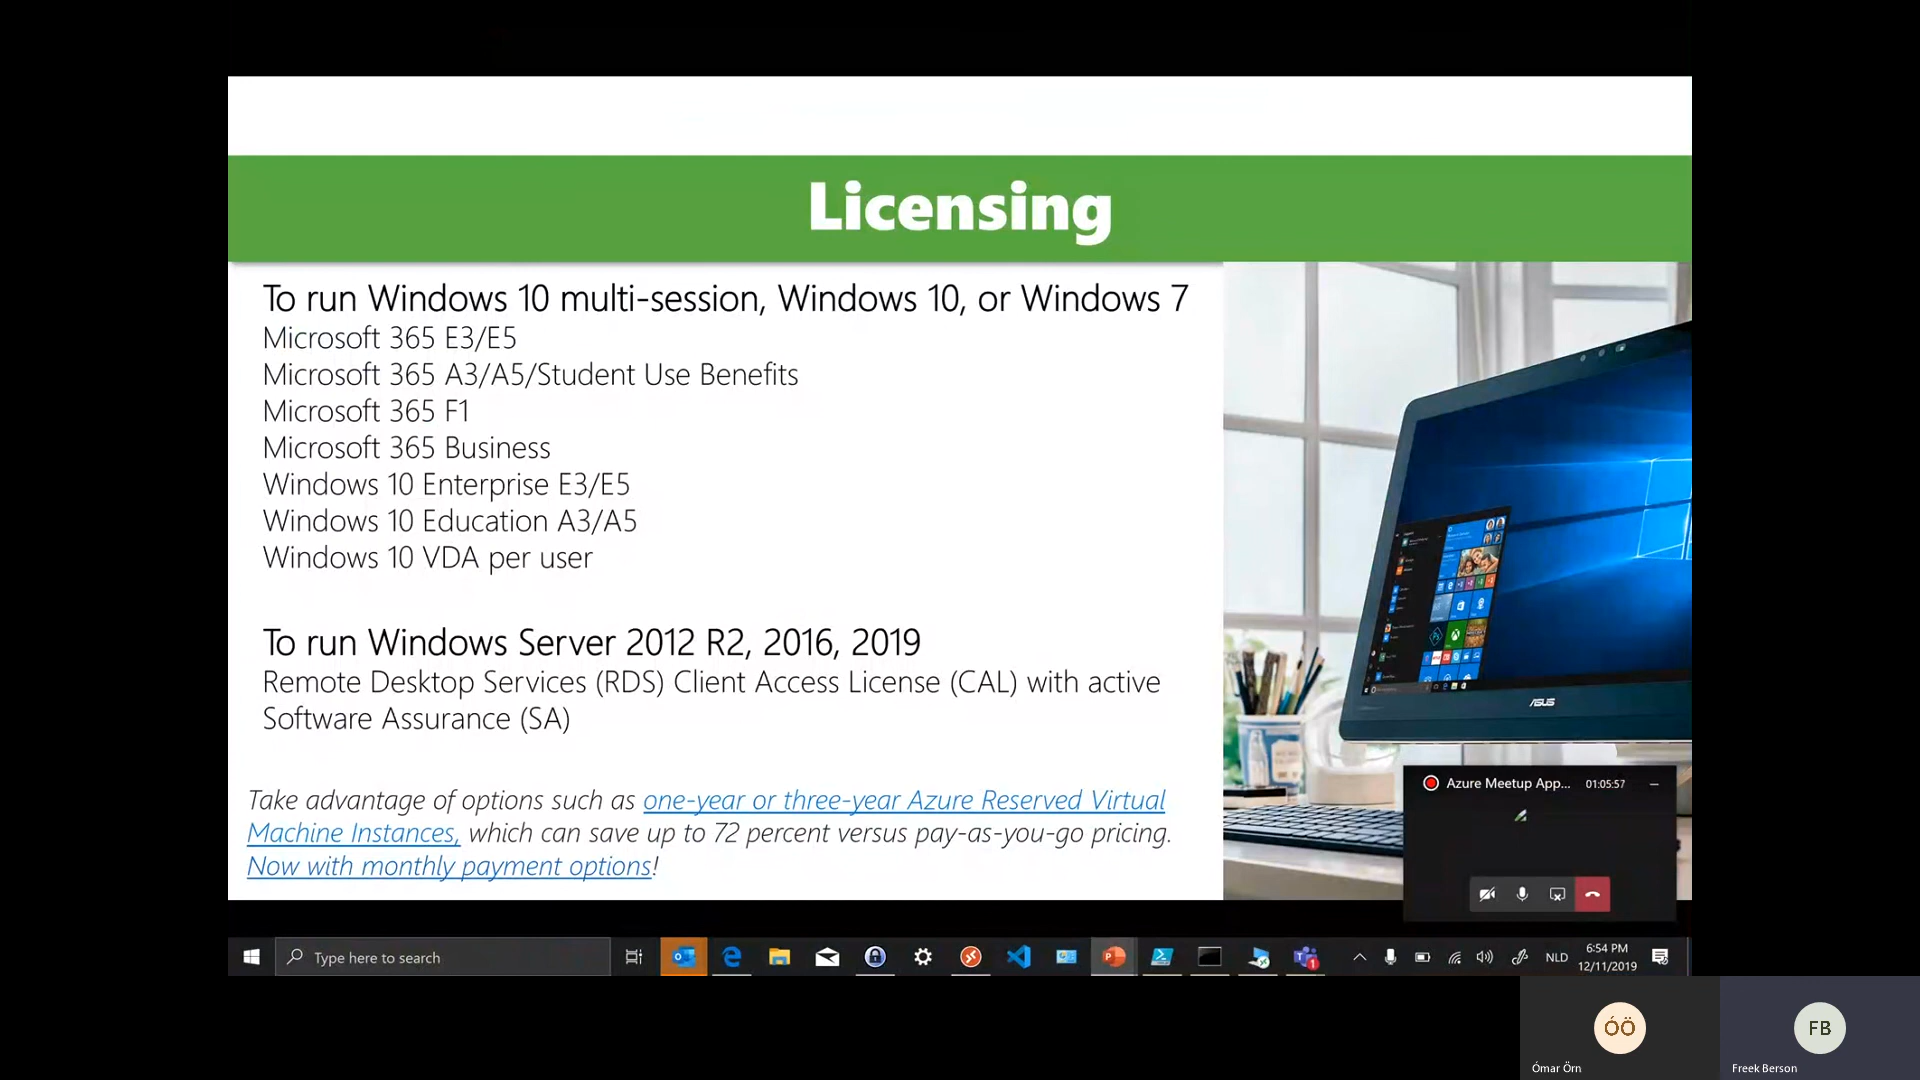 Licensing
To run Windows 10 multi-session, Windows 10, or Windows 7
Microsoft 365 E3/E5
Microsoft 365 A3/A5/Student Use Benefits
Microsoft 365 F1
Microsoft 365 Business
Windows 10 Enterprise E3/E5
Windows 10 Education A3/A5
Windows 10 VDA per user
To run Windows Server 2012 R2, 2016, 2019
Remote Desktop Services (RDS) Client Access License (CAL) with active
Software Assurance (SA)
Take advantage of options such as one-year or three-year Azure Reserved Virtual
Machine Instances, which can save up to 72 percent versus pay-as-you-go pricing.
Now with monthly payment options!
ASUS
Azure Meetup App... 01:05:57
Type here to search
1
NLD
6:54 PM
12/11/2019
ÓÖ
Ómar Örn
FB
Freek Berson